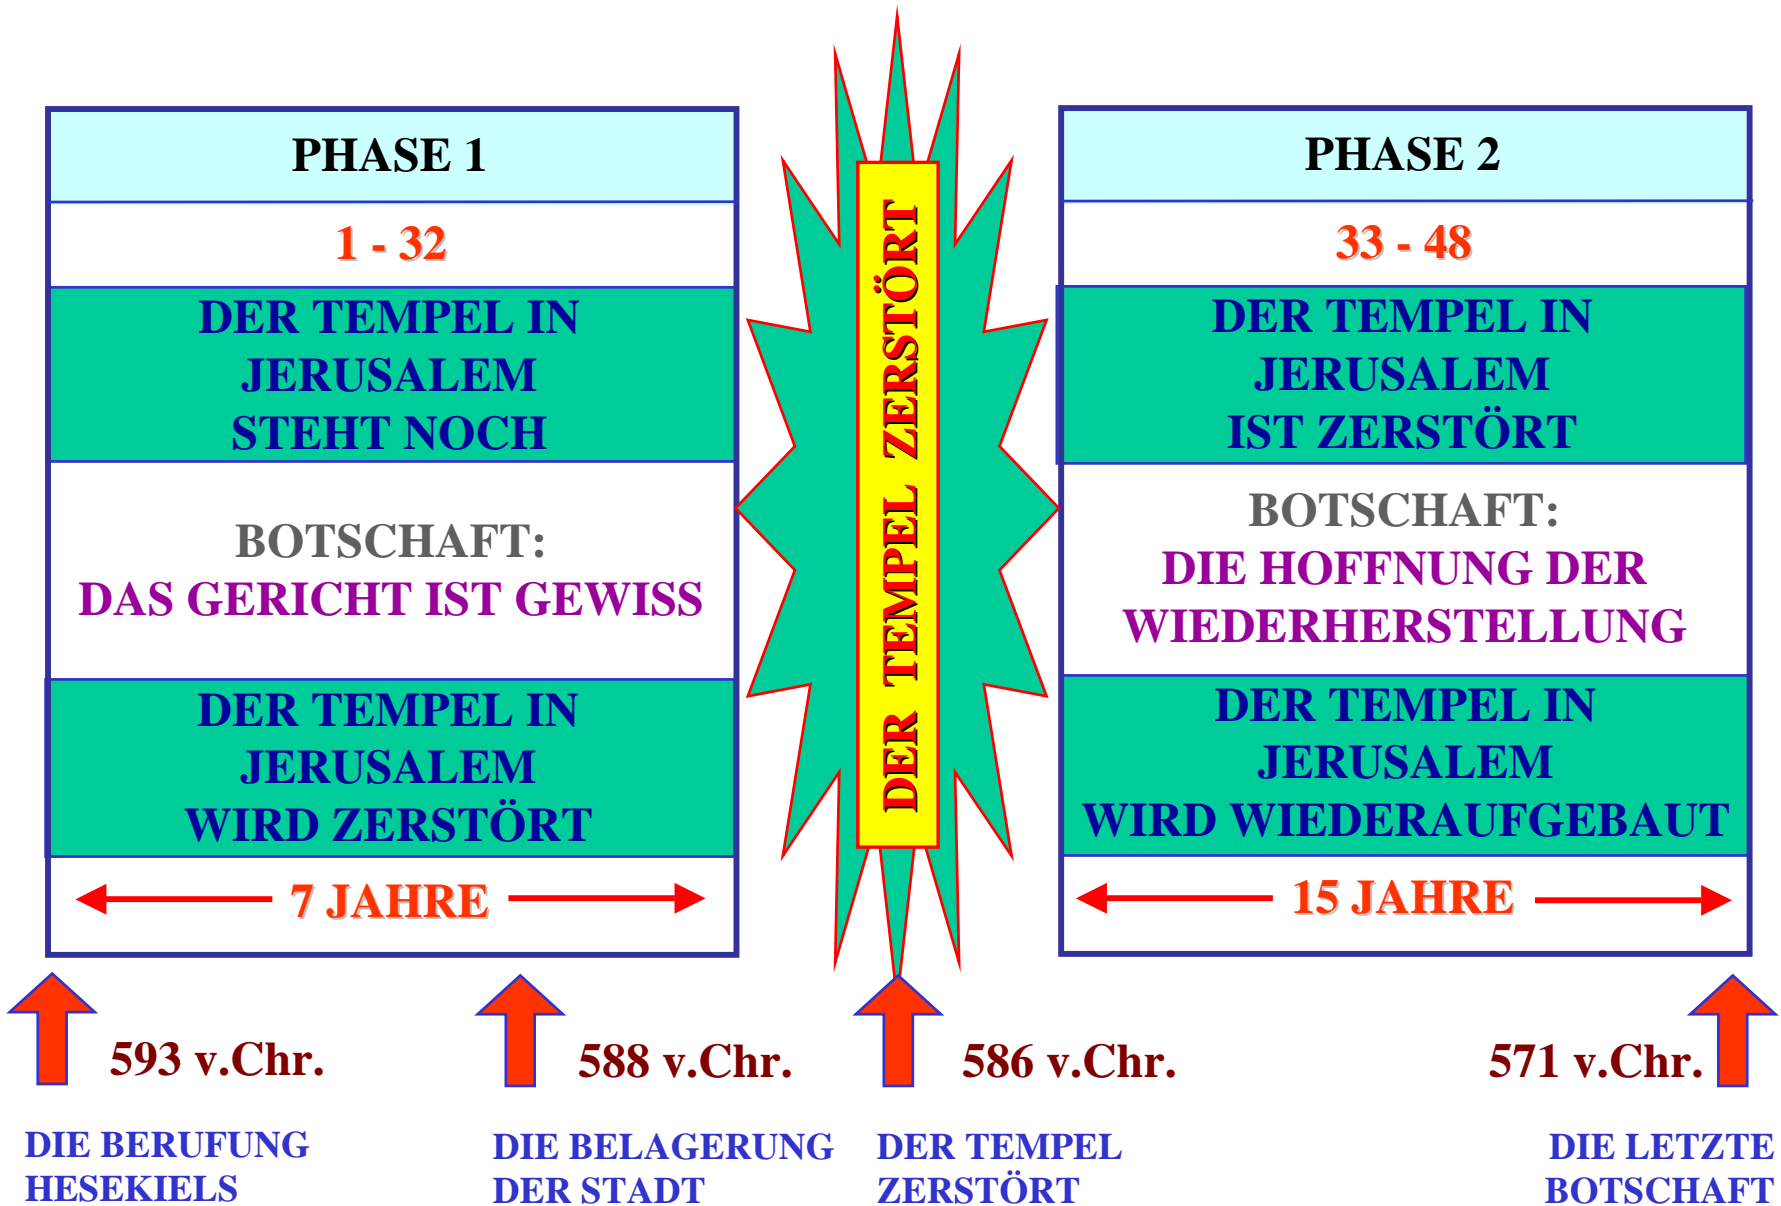 PHASE 1
1 - 32
DER TEMPEL IN
JERUSALEM
STEHT NOCH
BOTSCHAFT:
DAS GERICHT IST GEWISS
DER TEMPEL IN
JERUSALEM
WIRD ZERSTÖRT
7 JAHRE
DER TEMPEL ZERSTÖRT
PHASE 2
33 - 48
DER TEMPEL IN
JERUSALEM
IST ZERSTÖRT
BOTSCHAFT:
DIE HOFFNUNG DER
WIEDERHERSTELLUNG
DER TEMPEL IN
JERUSALEM
WIRD WIEDERAUFGEBAUT
15 JAHRE
593 v.Chr.
DIE BERUFUNG
HESEKIELS
588 v.Chr.
DIE BELAGERUNG
DER STADT
586 v.Chr.
DER TEMPEL
ZERSTÖRT
571 v.Chr.
DIE LETZTE
BOTSCHAFT